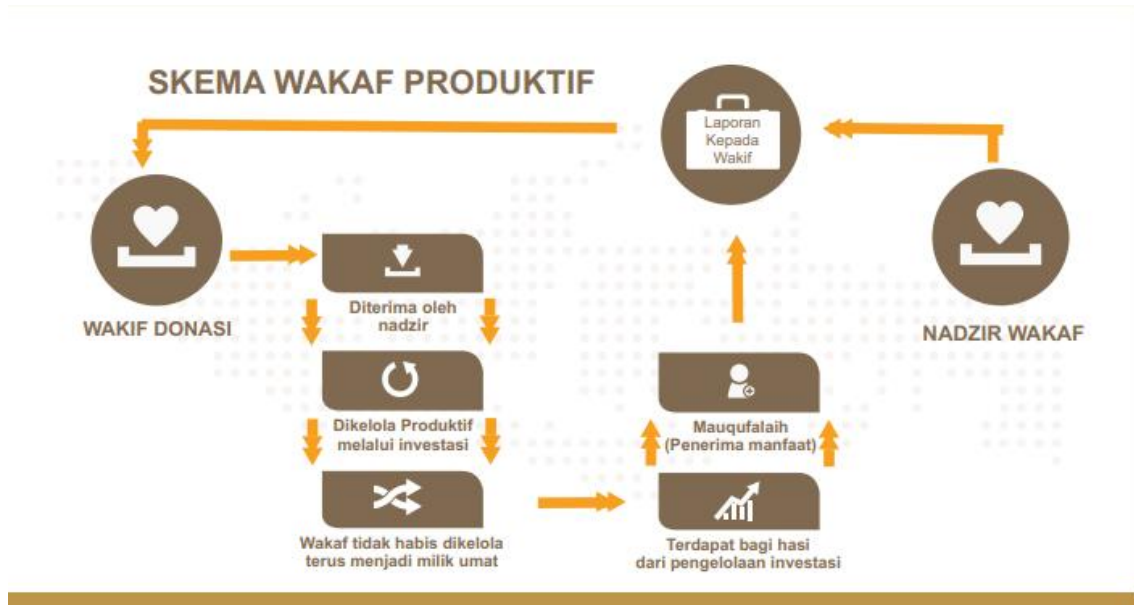 SKEMA WAKAF PRODUKTIF
Laporan
Kepada
Wakif
WAKIF DONASI
Diterima oleh
nadzir
Dikelola Produktif
melalui investasi
Wakaf tidak habis dikelola
terus menjadi milik umat
Terdapat bagi hasi
dari pengelolaan investasi
Mauqufalaih
(Penerima manfaat)
NADZIR WAKAF